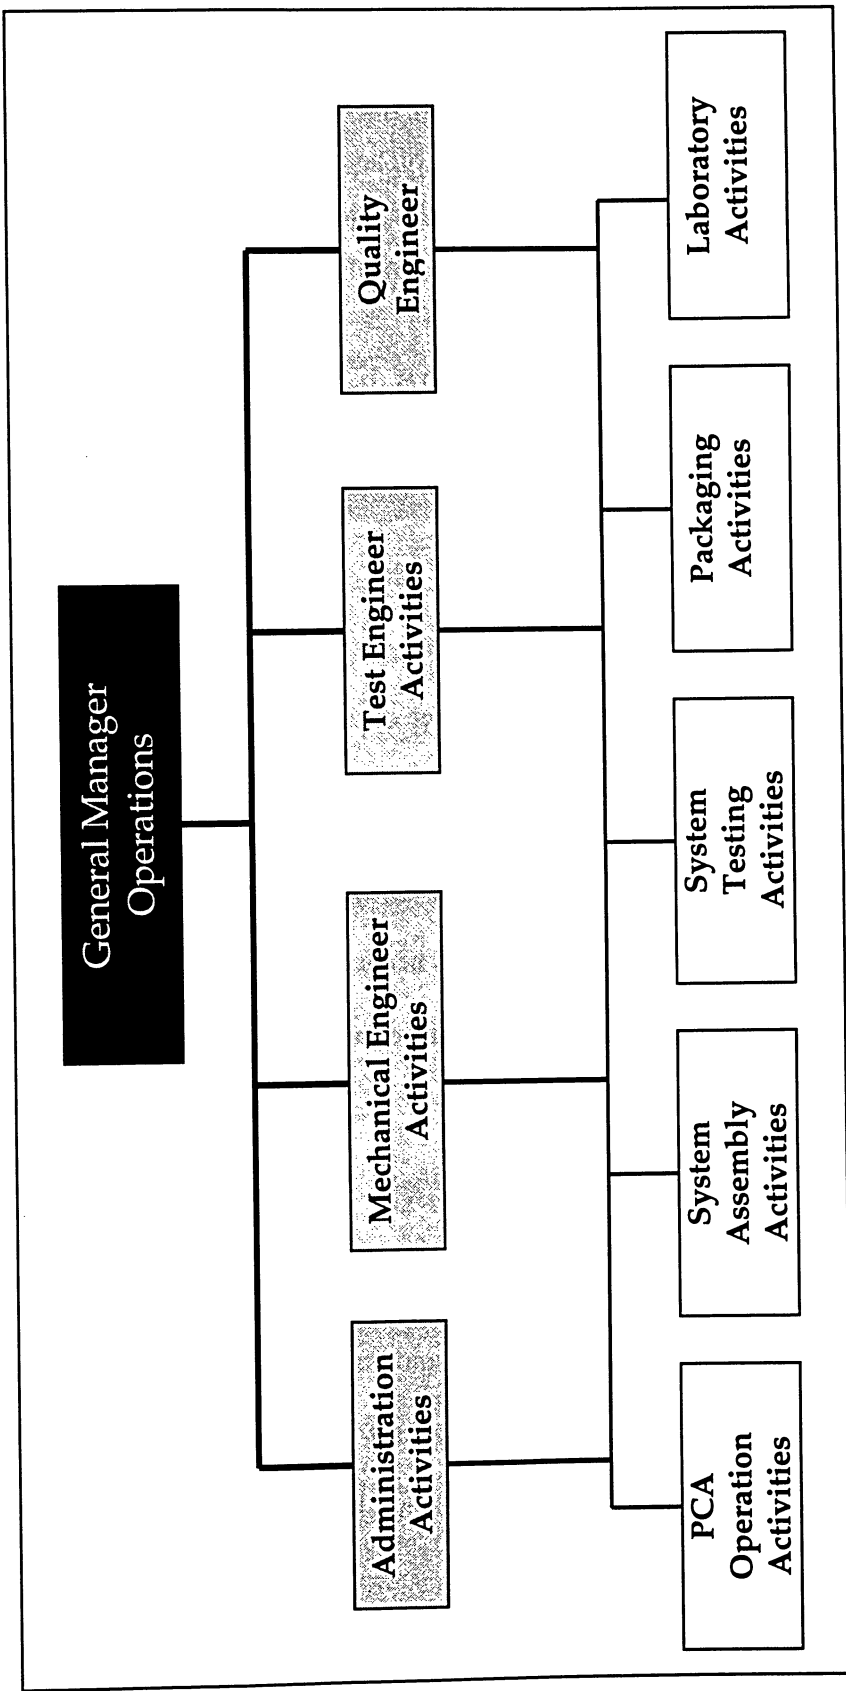 General Manager
Operations
Administration
Activities
Mechanical Engineer
Activities
Test Engineer
Activities
Quality
Engineer
PCA
Operation
Activities
System
Assembly
Activities
System
Testing
Activities
Packaging
Activities
Laboratory
Activities